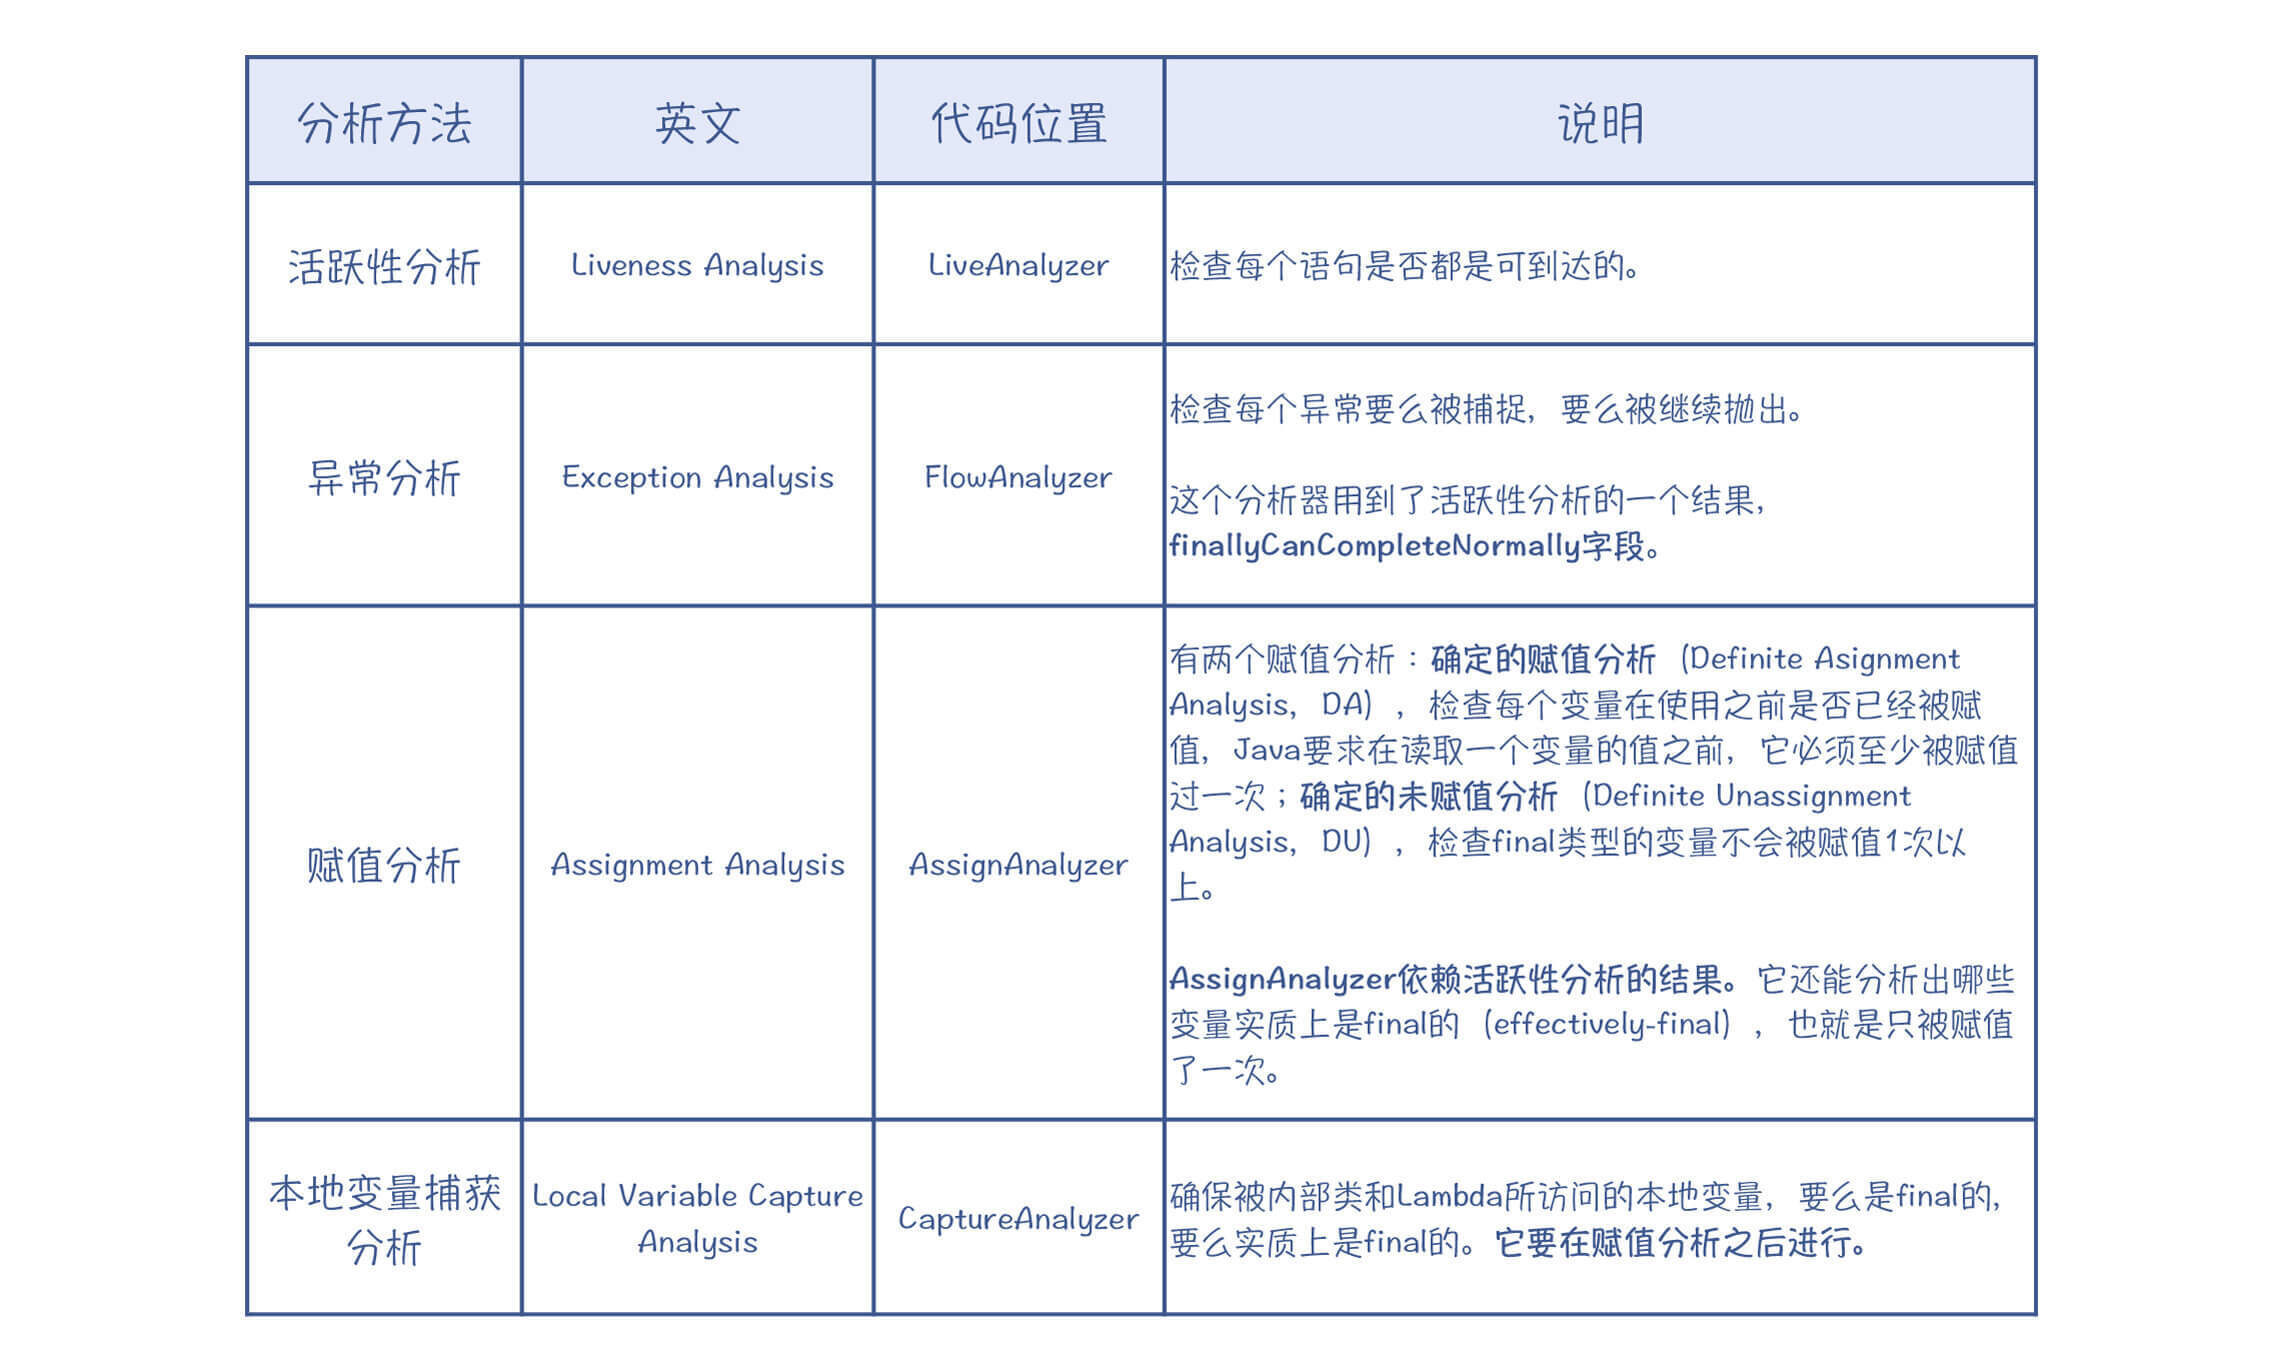 分析方法
英文
代码位置
说明
活跃性分析
Liveness Analysis
LiveAnalyzer
检查每个语句是否都是可到达的。
异常分析
Exception Analysis
FlowAnalyzer
检查每个异常要么被捕捉，要么被继续抛出。
这个分析器用到了活跃性分析的一个结果，
finallyCanCompleteNormally字段。
赋值分析
Assignment Analysis
AssignAnalyzer
有两个赋值分析：确定的赋值分析（Definite Asignment
Analysis，DA），检查每个变量在使用之前是否已经被赋
值，Java要求在读取一个变量的值之前，它必须至少被赋值
过一次；确定的未赋值分析（Definite Unassignment
Analysis，DU），检查final类型的变量不会被赋值1次以
上。
AssignAnalyzer依赖活跃性分析的结果。它还能分析出哪些
变量实质上是final的（effectively-final），也就是只被赋值
了一次。
本地变量捕获
分析
Local Variable Capture
Analysis
CaptureAnalyzer
确保被内部类和Lambda所访问的本地变量，要么是final的，
要么实质上是final的。它要在赋值分析之后进行。